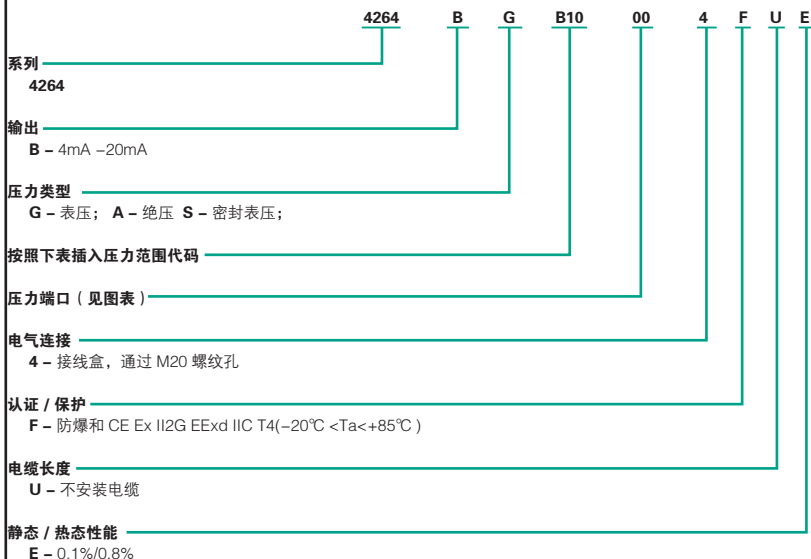 4264 B G B10 00 4 F U E
系列
4264
输出
B – 4mA –20mA
压力类型
G – 表压； A – 绝压 S – 密封表压；
按照下表插入压力范围代码
压力端口（见图表）
电气连接
4 – 接线盒，通过 M20 螺纹孔
认证 / 保护
F – 防爆和 CE Ex II2G EExd IIC T4(–20℃ <Ta<+85℃ )
电缆长度
U – 不安装电缆
静态 / 热态性能
E – 0.1%/0.8%